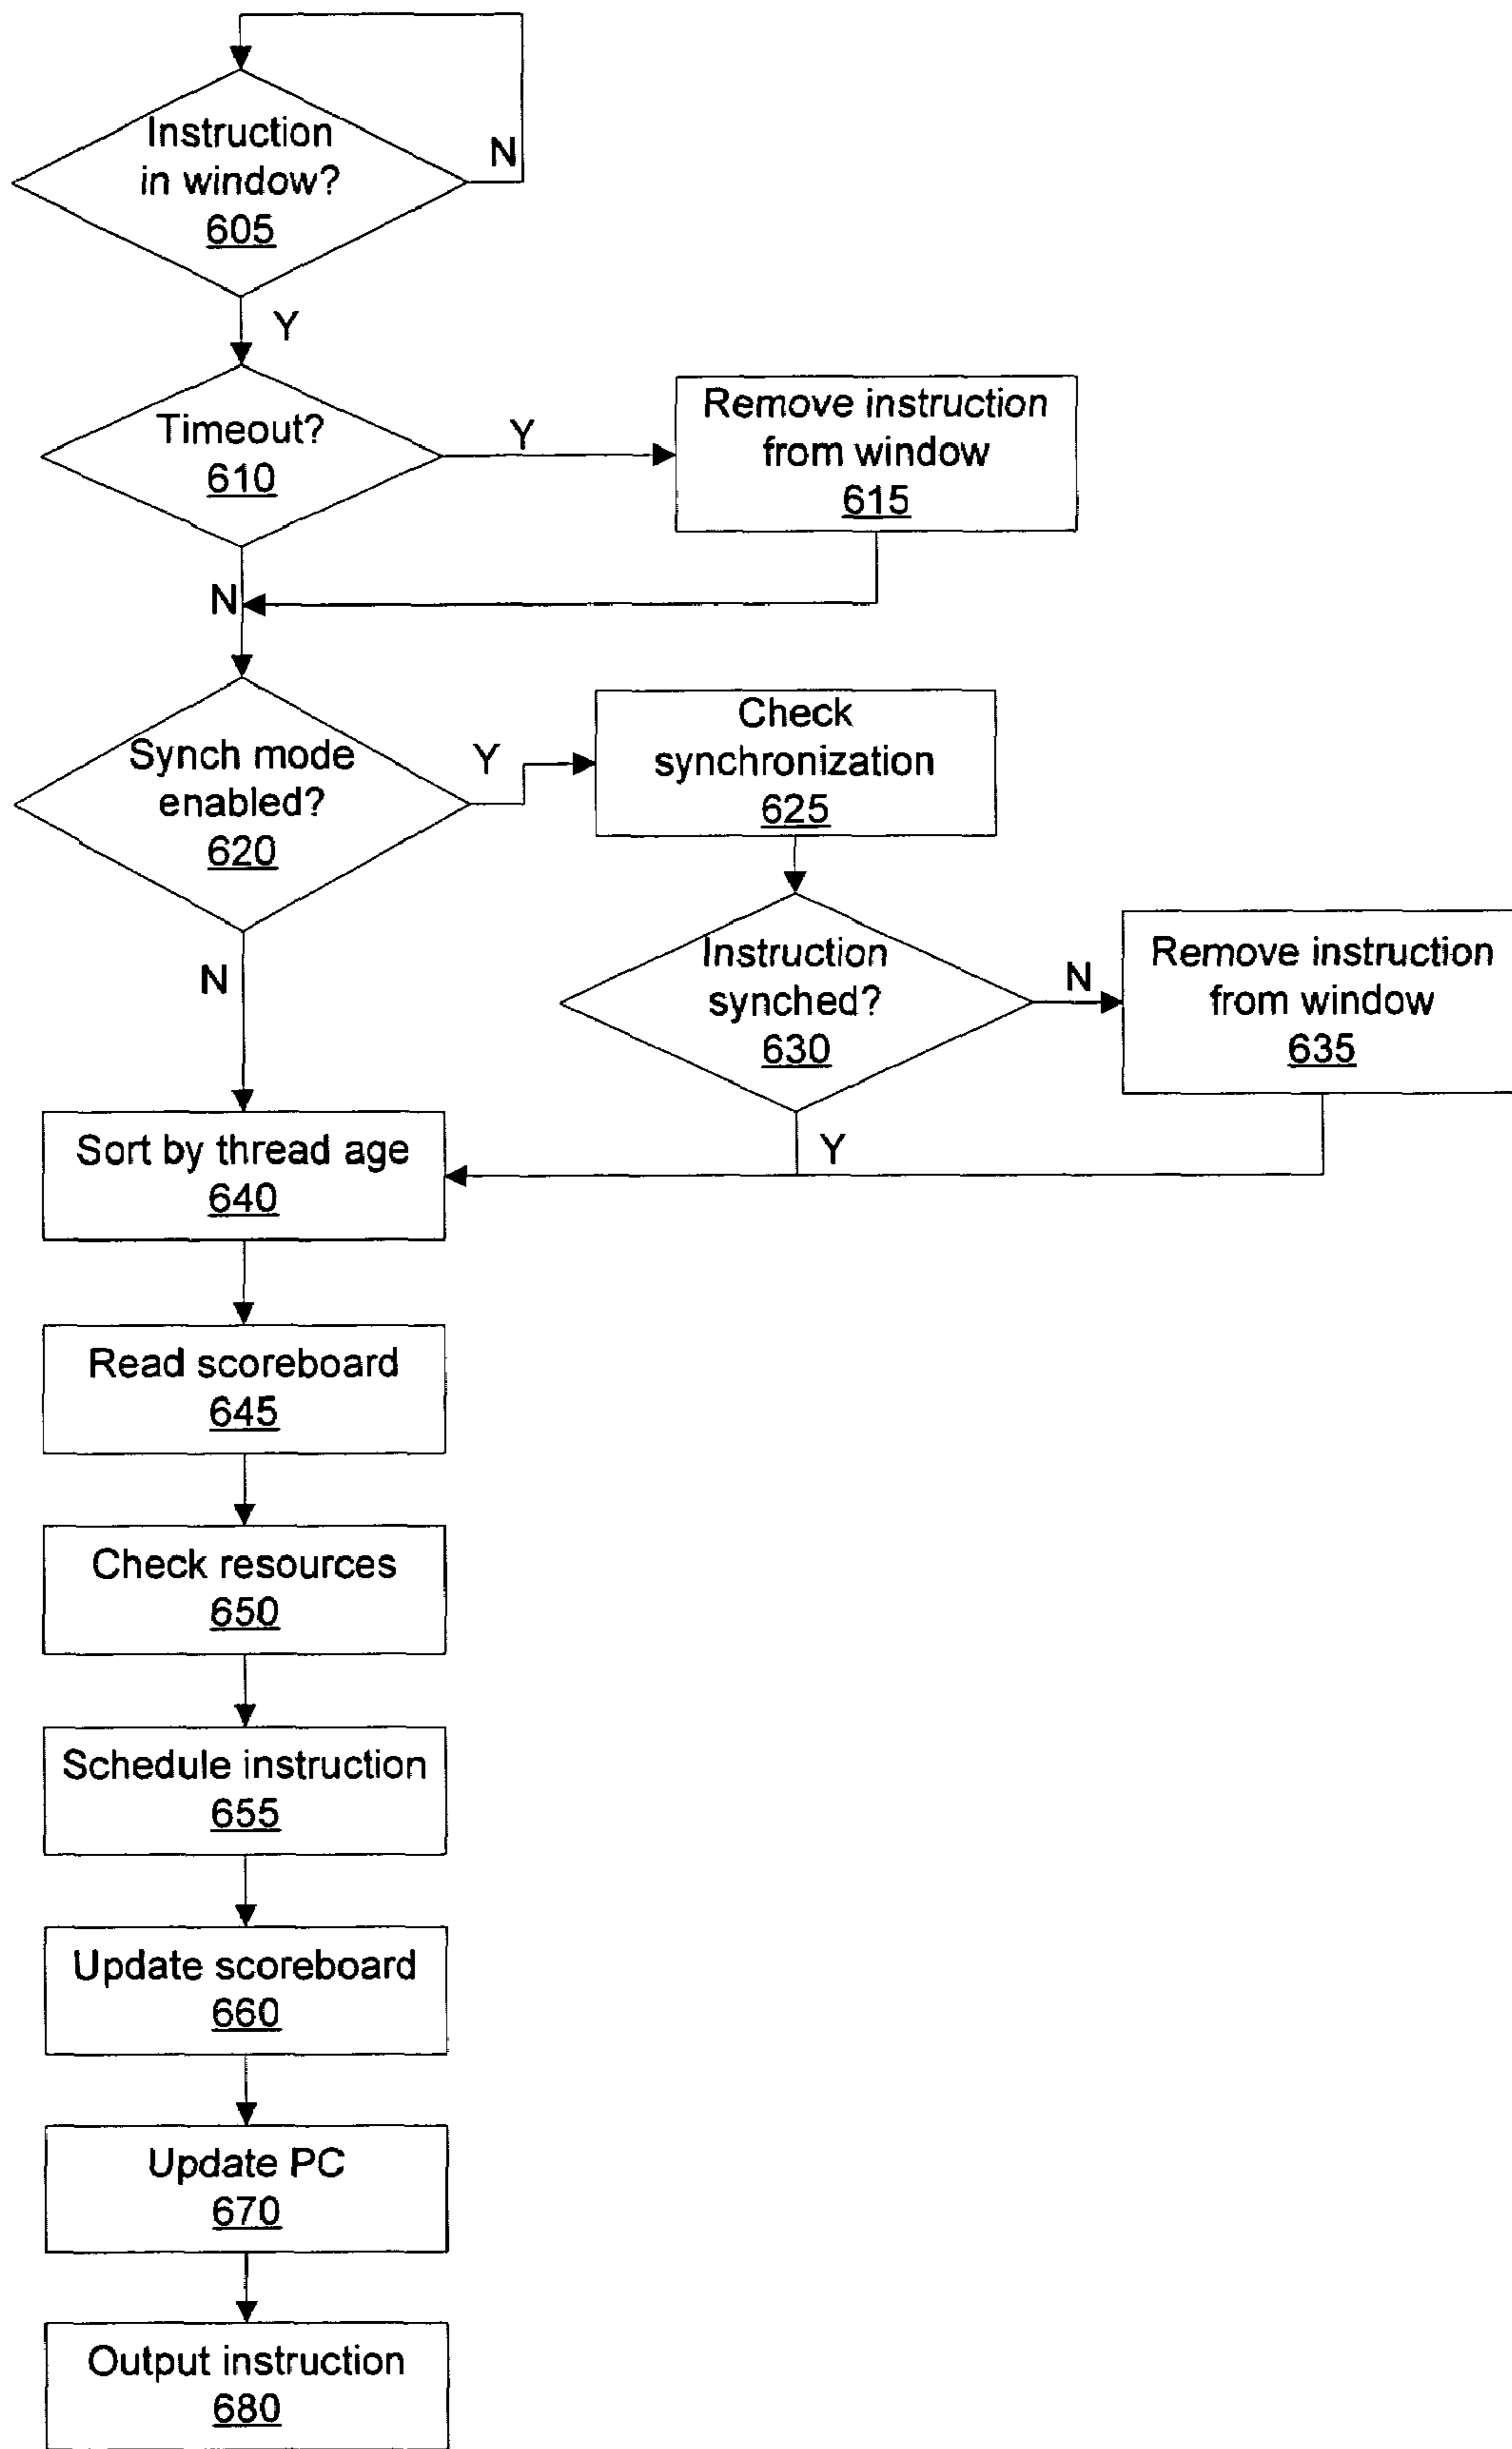 Instruction
in window?
605
N
Y
Timeout?
610
Y
Remove instruction
from window
615
N
Synch mode
enabled?
620
Y
Check
synchronization
625
N
Instruction
synched?
630
N
Remove instruction
from window
635
Y
Sort by thread age
640
Read scoreboard
645
Check resources
650
Schedule instruction
655
Update scoreboard
660
Update PC
670
Output instruction
680